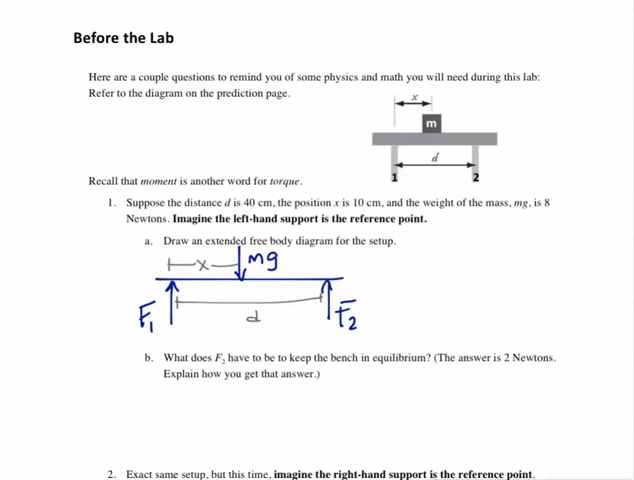 Before the Lab
Here are a couple questions to remind you of some physics and math you will need during this lab:
Refer to the diagram on the prediction page.
x
m
d
1 2
Recall that moment is another word for torque.
1. Suppose the distance d is 40 cm, the position x is 10 cm, and the weight of the mass, mg, is 8
Newtons. Imagine the left-hand support is the reference point.
a. Draw an extended free body diagram for the setup.
x mg
F1 d F2
b. What does F2 have to be to keep the bench in equilibrium? (The answer is 2 Newtons.
Explain how you get that answer.)
2. Exact same setup, but this time, imagine the right-hand support is the reference point.